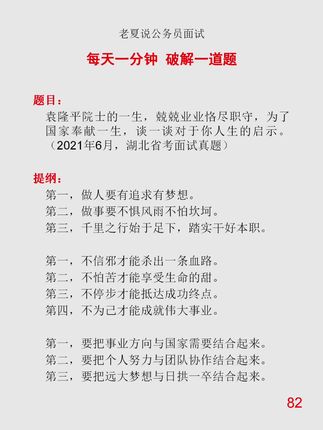 老夏说公务员面试
每天一分钟 破解一道题
题目：
袁隆平院士的一生，兢兢业业恪尽职守，为了
国家奉献一生，谈一谈对于你人生的启示。
（2021年6月，湖北省考面试真题）
提纲：
第一，做人要有追求有梦想。
第二，做事要不惧风雨不怕坎坷。
第三，千里之行始于足下，踏实干好本职。
第一，不信邪才能杀出一条血路。
第二，不怕苦才能享受生命的甜。
第三，不停步才能抵达成功终点。
第四，不为己才能成就伟大事业。
第一，要把事业方向与国家需要结合起来。
第二，要把个人努力与团队协作结合起来。
第三，要把远大梦想与日拱一卒结合起来。
82